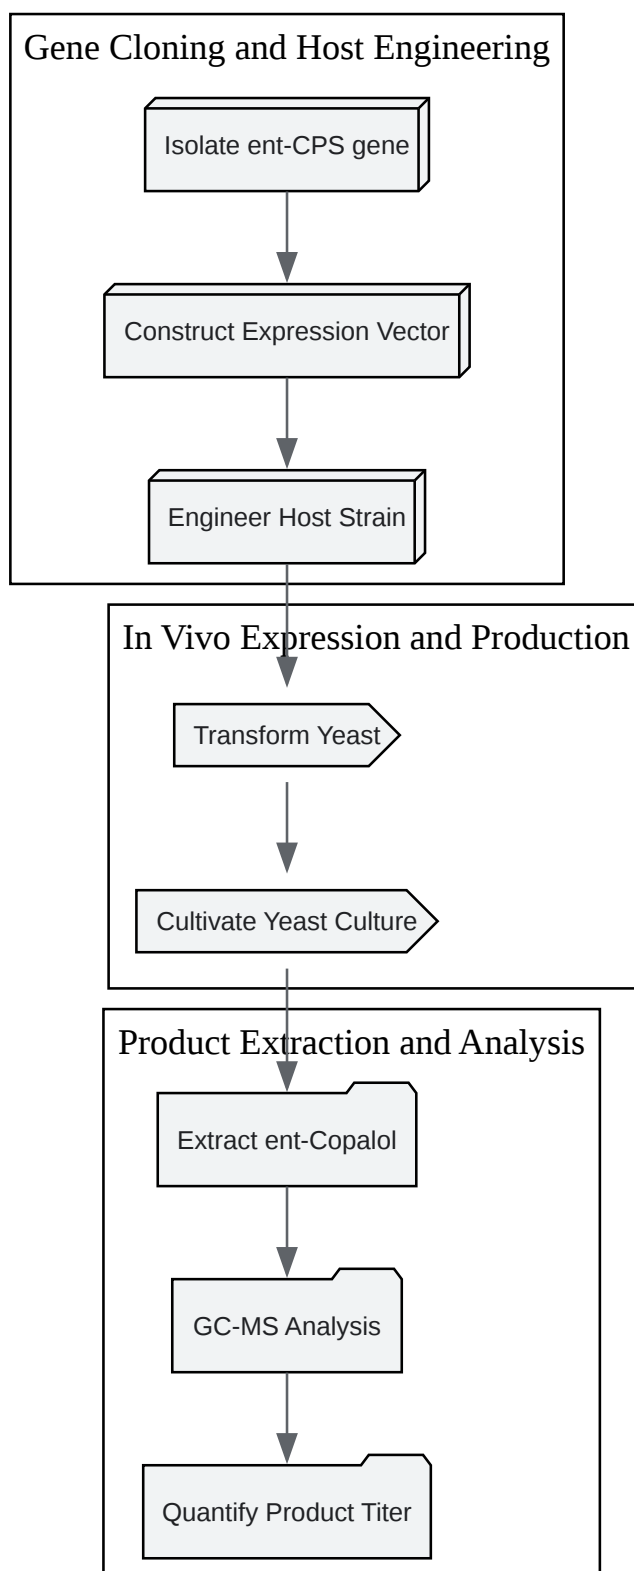 Gene Cloning and Host Engineering
Isolate ent-CPS gene
Construct Expression Vector
Engineer Host Strain
In Vivo Expression and Production
Transform Yeast
Cultivate Yeast Culture
Product Extraction and Analysis
Extract ent-Copalol
GC-MS Analysis
Quantify Product Titer